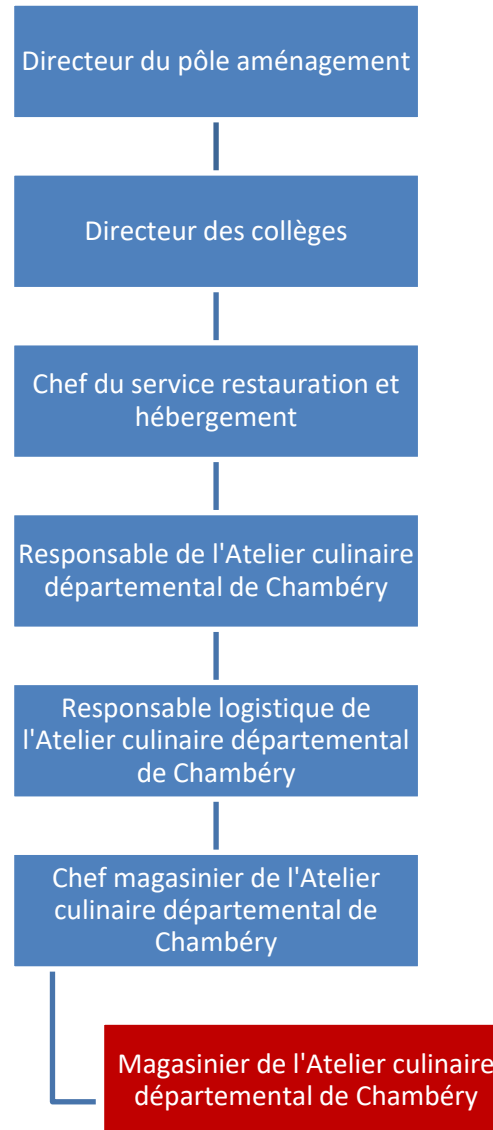 Directeur du pôle aménagement
Directeur des collèges
Chef du service restauration et
hébergement
Responsable de l'Atelier culinaire
départemental de Chambéry
Responsable logistique de
l'Atelier culinaire départemental
de Chambéry
Chef magasinier de l'Atelier
culinaire départemental de
Chambéry
Magasinier de l'Atelier culinaire
départemental de Chambéry